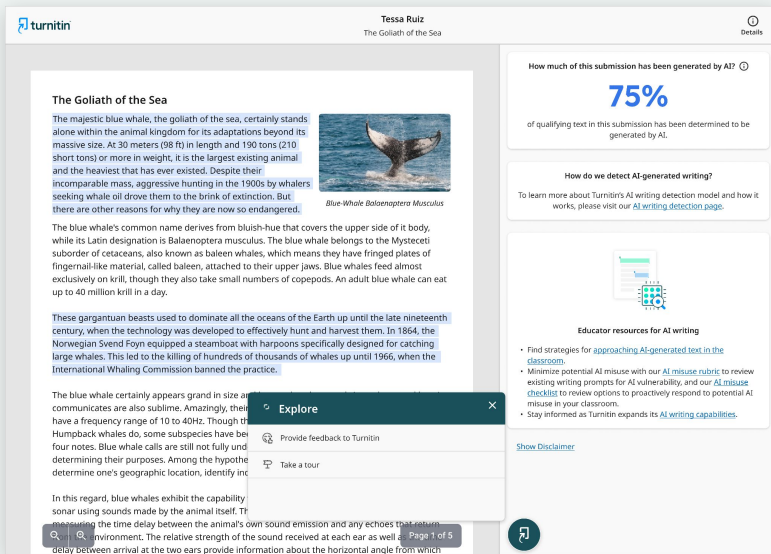 turnitin
Tessa Ruiz
The Goliath of the Sea
Details
The Goliath of the Sea
The majestic blue whale, the goliath of the sea, certainly stands
alone within the animal kingdom for its adaptations beyond its
massive size. At 30 meters (98 ft) in length and 190 tons (210
short tons) or more in weight, it is the largest existing animal
and the heaviest that has ever existed. Despite their
incomparable mass, aggressive hunting in the 1900s by whalers
seeking whale oil drove them to the brink of extinction. But
there are other reasons for why they are now so endangered.
Blue-Whale Balaenoptera Musculus
The blue whale's common name derives from bluish-hue that covers the upper side of it body,
while its Latin designation is Balaenoptera musculus. The blue whale belongs to the Mysteceti
suborder of cetaceans, also known as baleen whales, which means they have fringed plates of
fingernail-like material, called baleen, attached to their upper jaws. Blue whales feed almost
exclusively on krill, though they also take small numbers of copepods. An adult blue whale can eat
up to 40 million krill in a day.
These gargantuan beasts used to dominate all the oceans of the Earth up until the late nineteenth
century, when the technology was developed to effectively hunt and harvest them. In 1864, the
Norwegian Svend Foyn equipped a steamboat with harpoons specifically designed for catching
large whales. This led to the killing of hundreds of thousands of whales up until 1966, when the
International Whaling Commission banned the practice.
The blue whale certainly appears grand in size
communicates are also sublime. Amazingly, their
have a frequency range of 10 to 40Hz. Though
Humpback whales do, some subspecies have
four notes. Blue whale calls are still not fully
determining their purposes. Among the
determine one's geographic location, identify
In this regard, blue whales exhibit the capability
sonar using sounds made by the animal itself.
measuring the time delay between the animal's own sound emission and any echoes that return
environment. The relative strength of the sound received at each ear as well
delay between arrival at the two ears provide information about the horizontal angle from which
Explore
Provide feedback to Turnitin
Take a tour
Page 1 of 5
How much of this submission has been generated by AI?
75%
of qualifying text in this submission has been determined to be
generated by AI.
How do we detect AI-generated writing?
To learn more about Turnitin's AI writing detection model and how it
works, please visit our AI writing detection page.
Educator resources for AI writing
• Find strategies for approaching AI-generated text in the
classroom.
• Minimize potential AI misuse with our AI misuse rubric to review
existing writing prompts for AI vulnerability, and our AI misuse
checklist to review options to proactively respond to potential AI
misuse in your classroom.
• Stay informed as Turnitin expands its AI writing capabilities.
Show Disclaimer